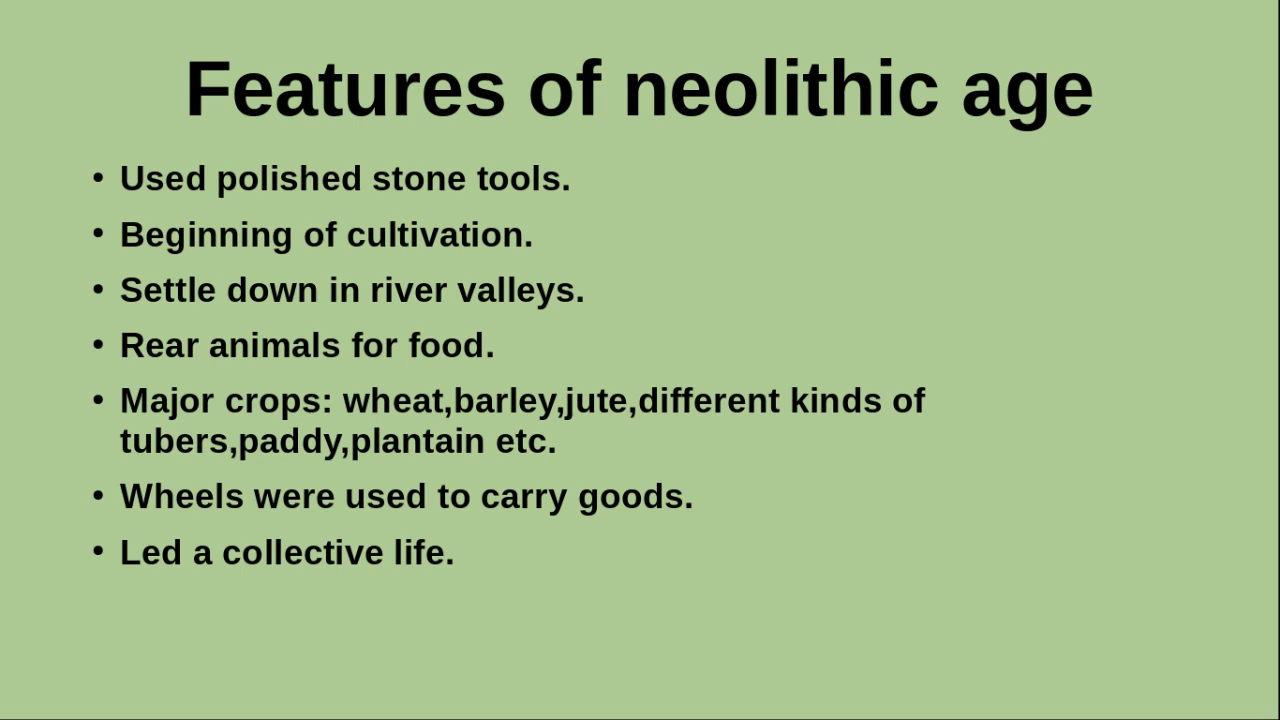 Features of neolithic age
• Used polished stone tools.
• Beginning of cultivation.
• Settle down in river valleys.
• Rear animals for food.
• Major crops: wheat,barley,jute,different kinds of
tubers,paddy,plantain etc.
• Wheels were used to carry goods.
• Led a collective life.